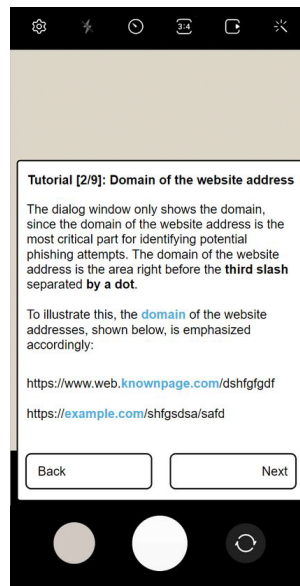 3:4
Tutorial [2/9]: Domain of the website address
The dialog window only shows the domain,
since the domain of the website address is the
most critical part for identifying potential
phishing attempts. The domain of the website
address is the area right before the third slash
separated by a dot.
To illustrate this, the domain of the website
addresses, shown below, is emphasized
accordingly:
https://www.web.knownpage.com/dshfgfgdf
https://example.com/shfgsdsa/safd
Back
Next